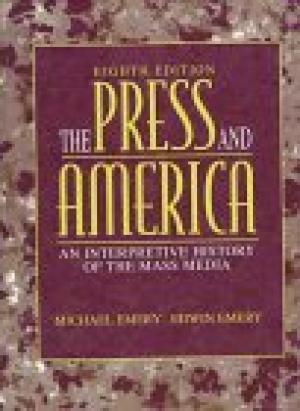 EIGHTH EDITION
THE PRESS AND
AMERICA
AN INTERPRETIVE HISTORY
OF THE MASS MEDIA
MICHAEL EMERY EDWIN EMERY